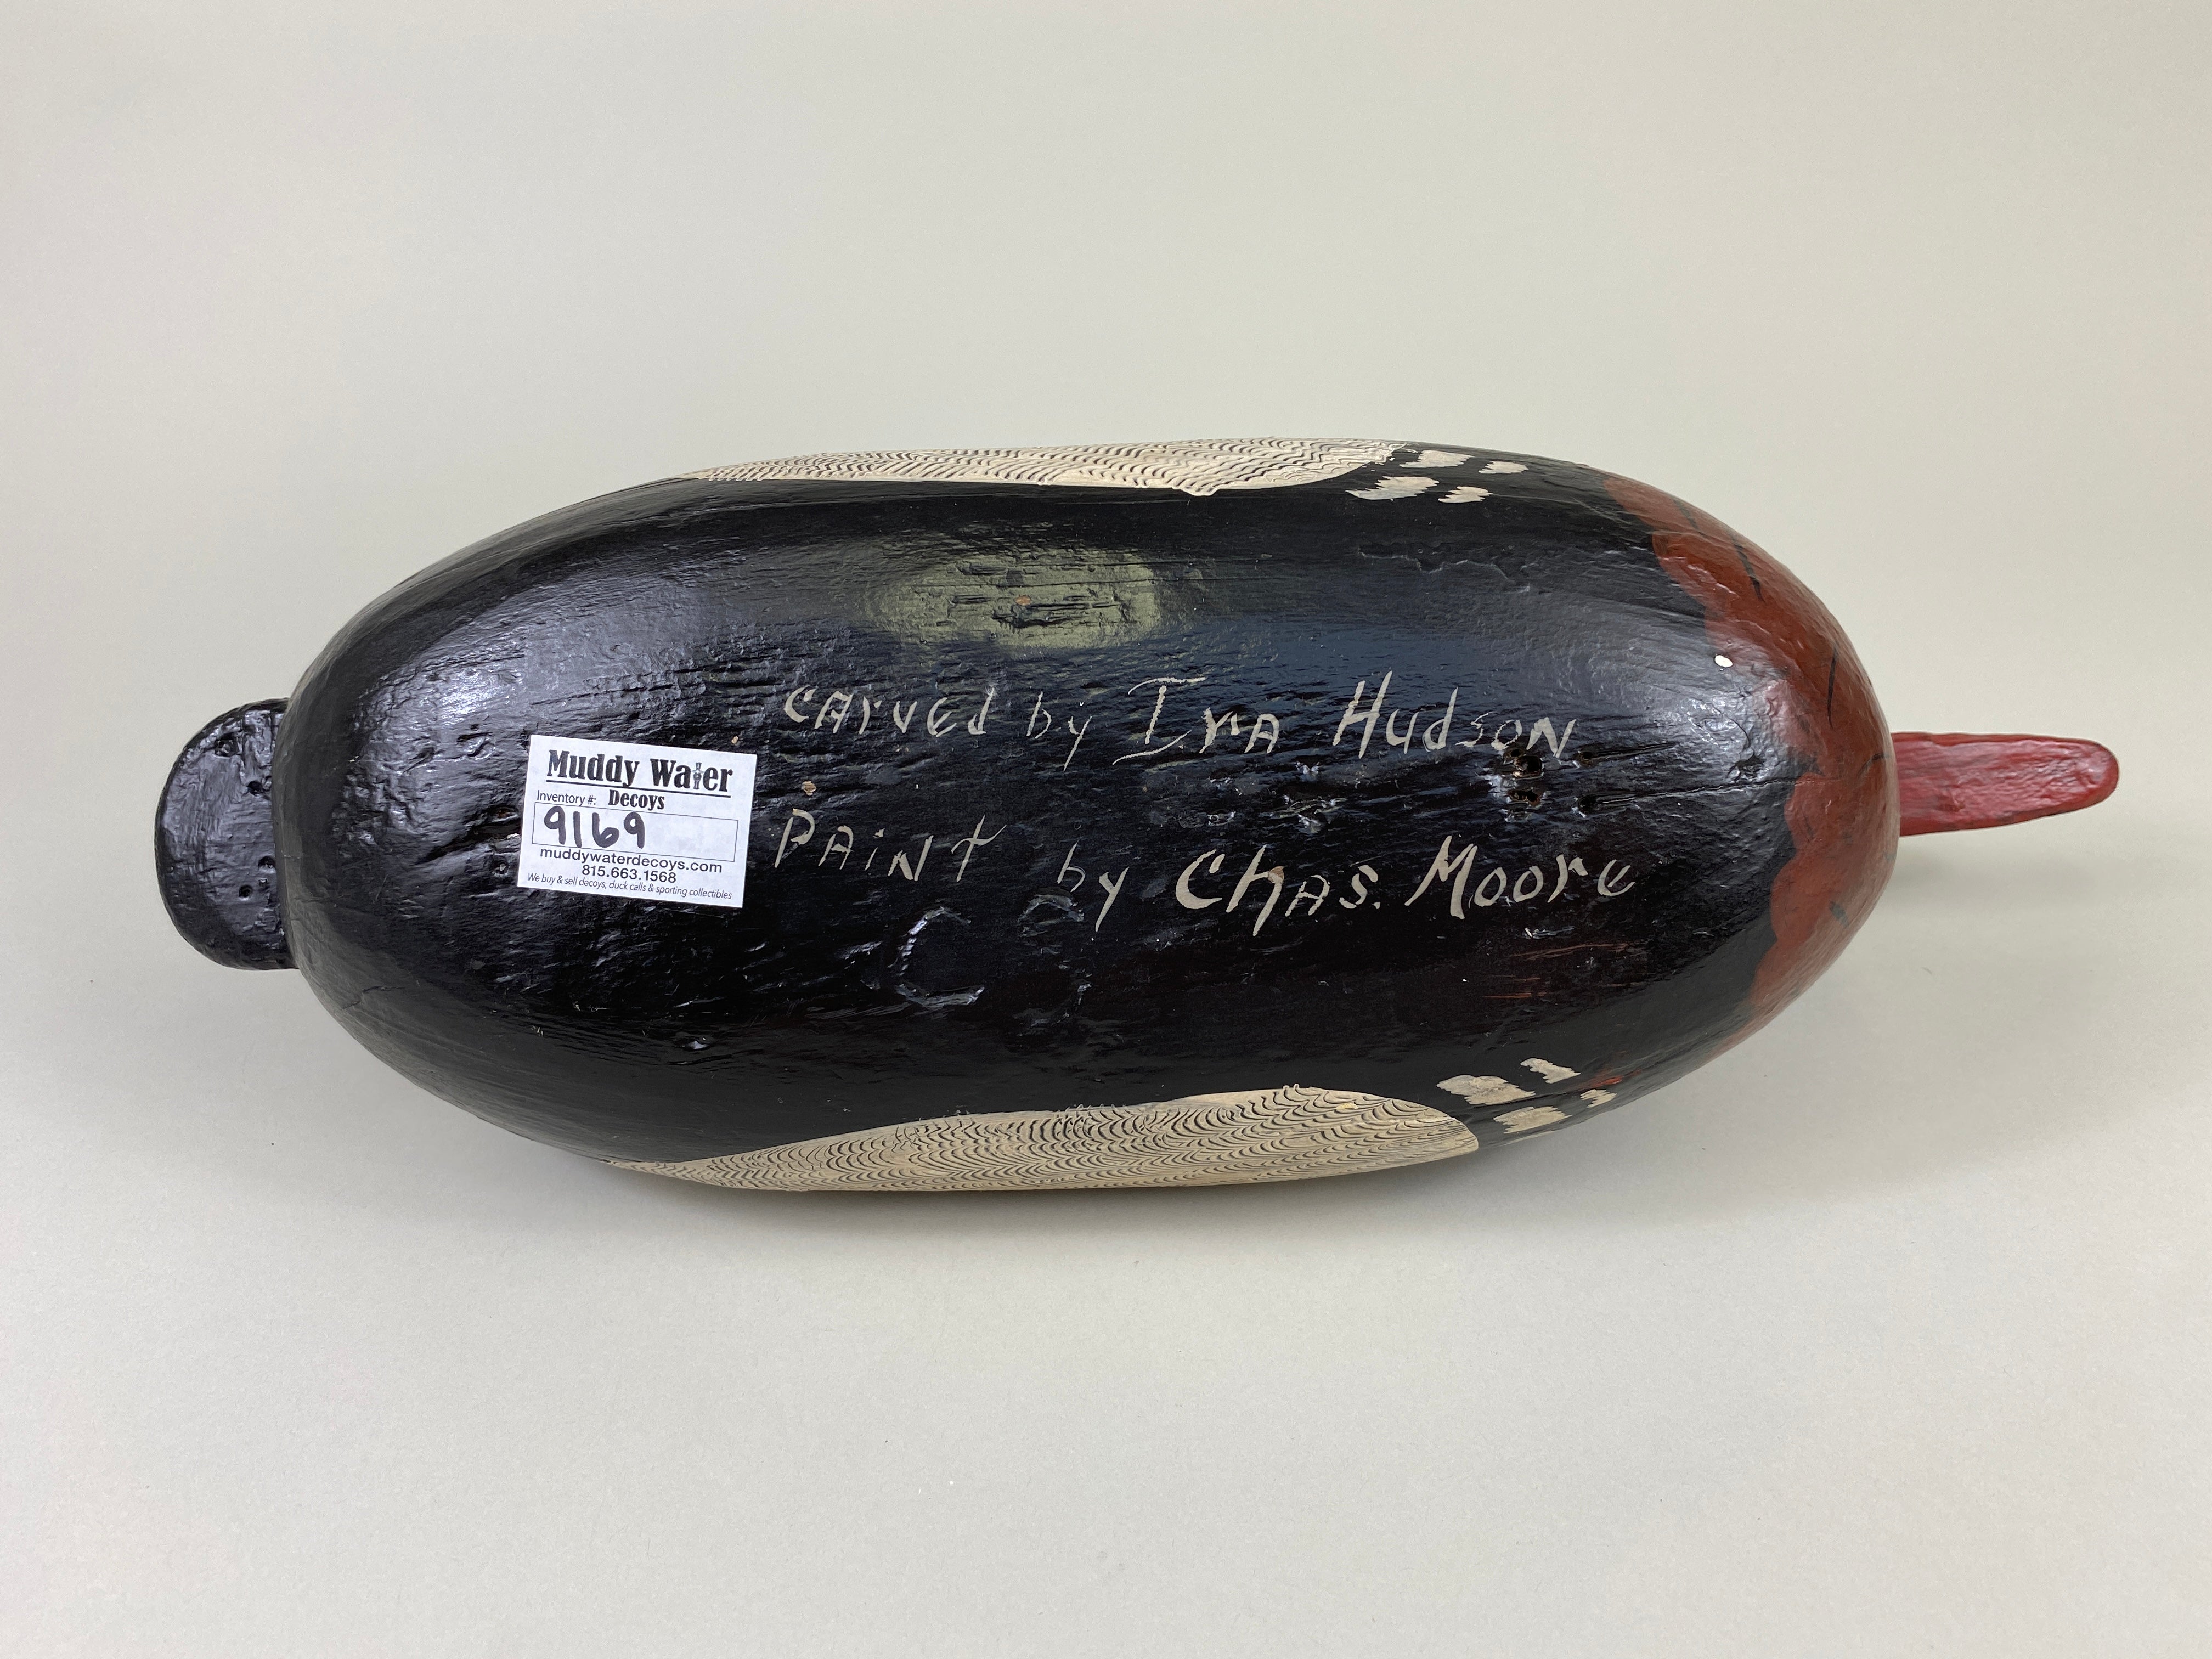 carved by Ira Hudson
Paint by Chas. Moore
Muddy Water
Inventory #: Decoys
9169
muddywaterdecoys.com
815.663.1568
We buy & sell decoys, duck calls & sporting collectibles